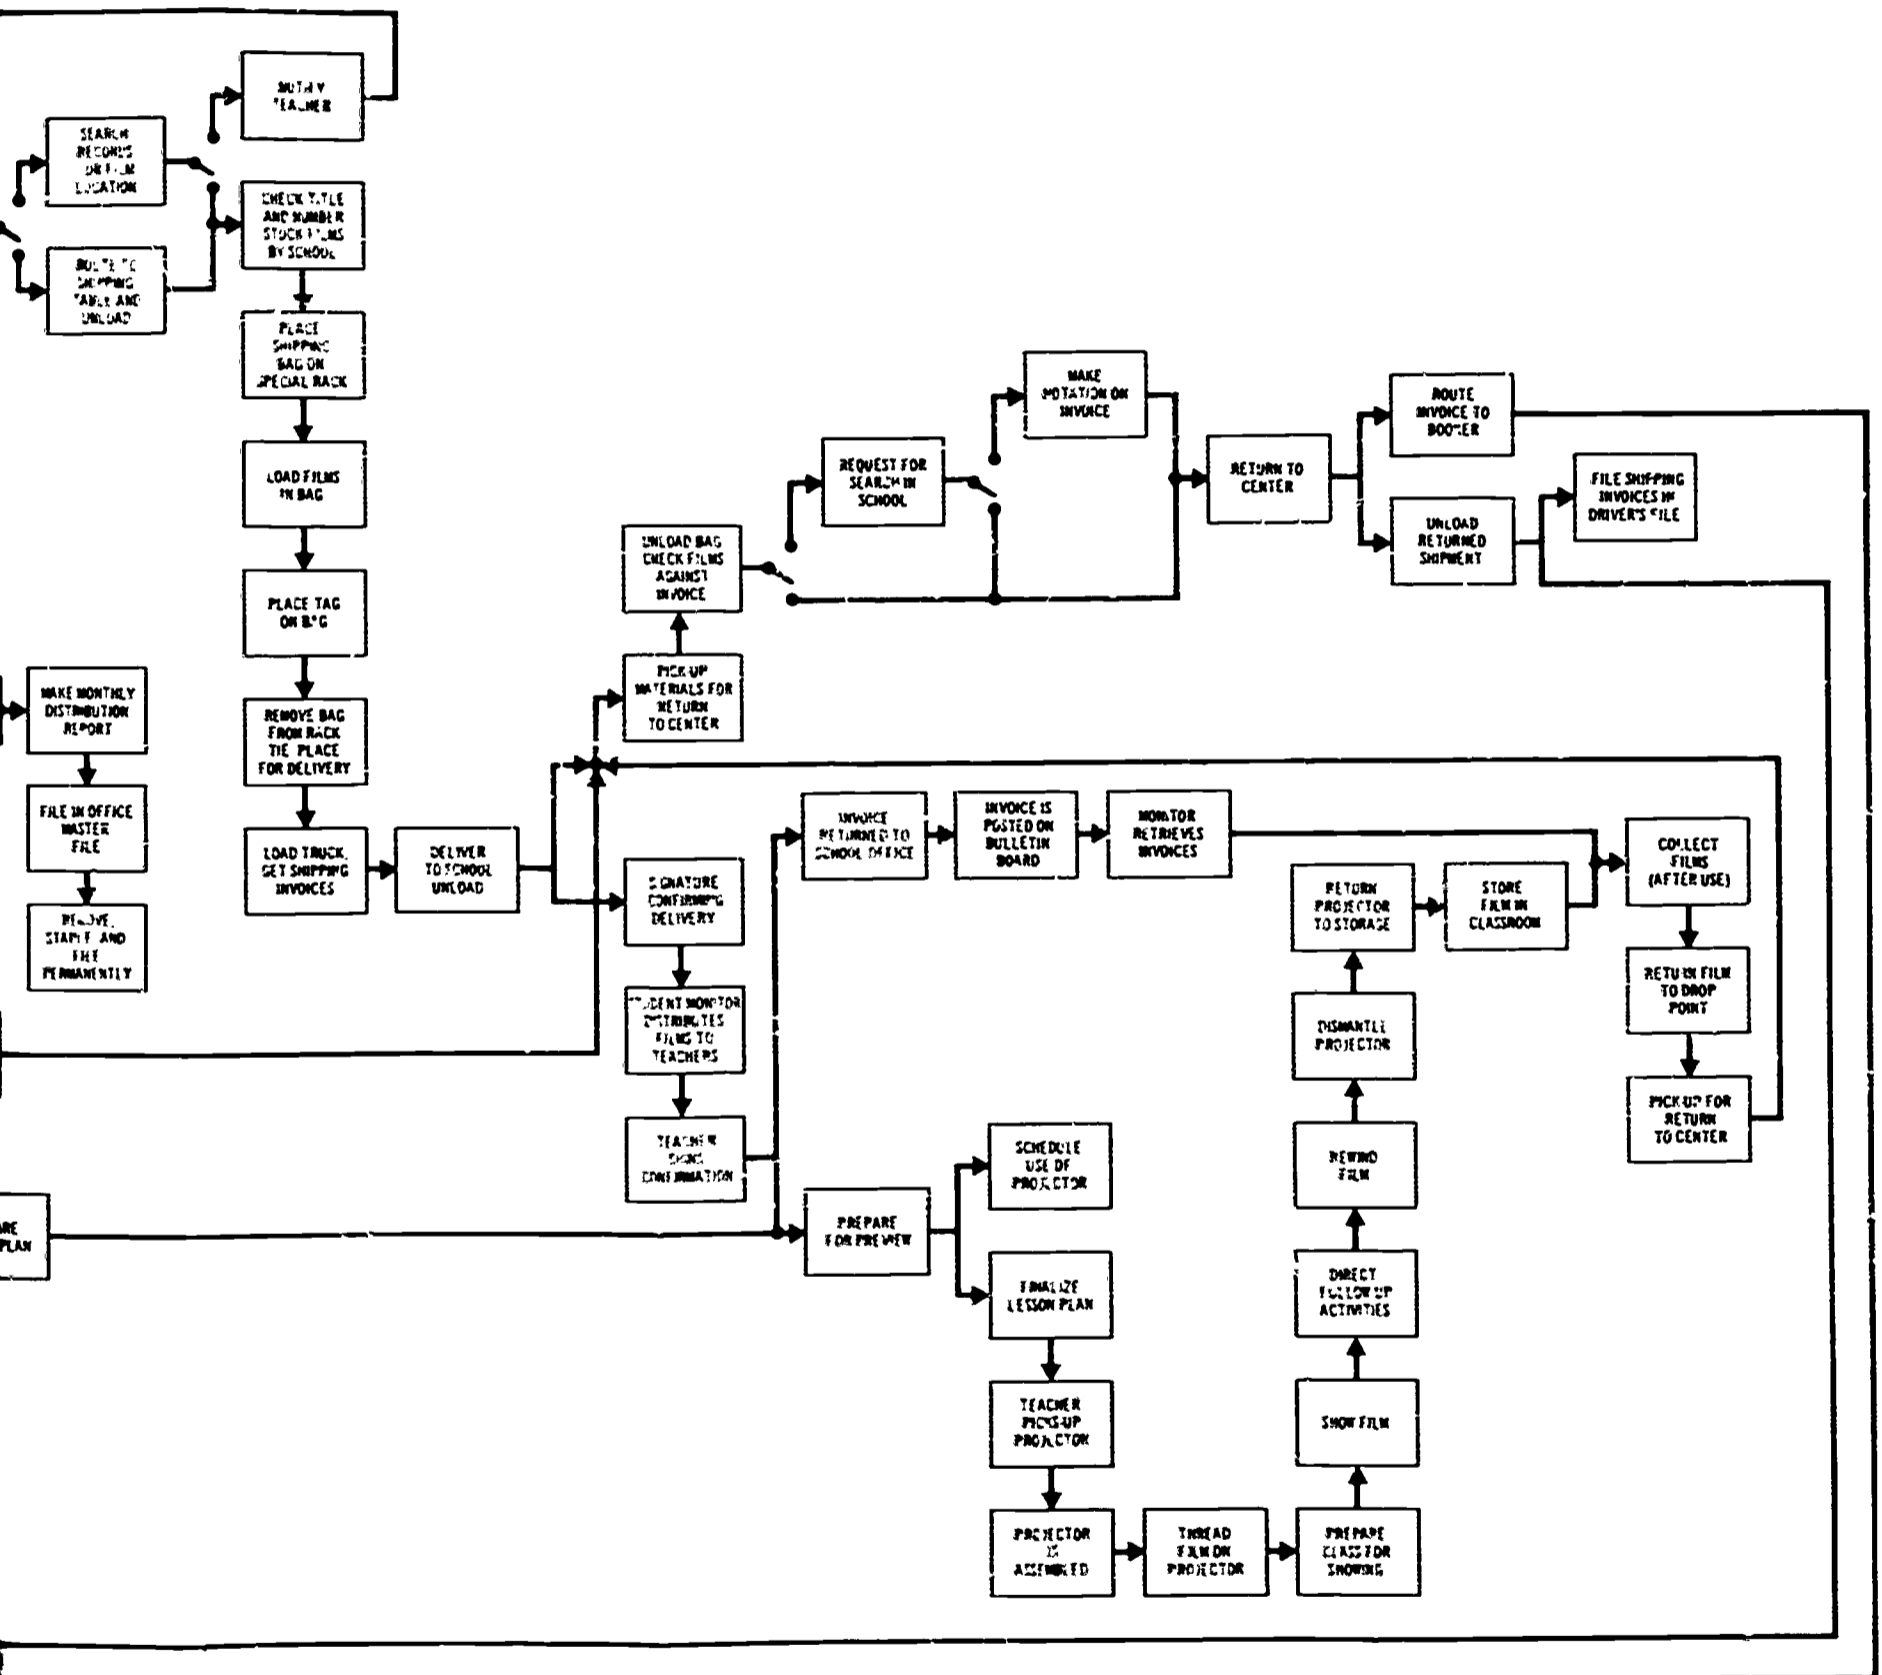 NOTIFY
TEACHER
SEARCH
RECORDS
FOR FILM
LOCATION
CHECK TITLE
AND NUMBER
STOCK FILMS
BY SCHOOL
ROUTE TO
SHIPPING
TABLE AND
UNLOAD
PLACE
SHIPPING
BAG ON
SPECIAL RACK
LOAD FILMS
IN BAG
PLACE TAG
ON BAG
REMOVE BAG
FROM RACK
TIE PLACE
FOR DELIVERY
LOAD TRUCK,
GET SHIPPING
INVOICES
DELIVER
TO SCHOOL
UNLOAD
MAKE MONTHLY
DISTRIBUTION
REPORT
FILE IN OFFICE
MASTER
FILE
REMOVE,
STAPLE AND
FILE
PERMANENTLY
ARE
PLAN
MAKE
NOTATION ON
INVOICE
REQUEST FOR
SEARCH IN
SCHOOL
UNLOAD BAG
CHECK FILMS
AGAINST
INVOICE
PICK-UP
MATERIALS FOR
RETURN
TO CENTER
RETURN TO
CENTER
ROUTE
INVOICE TO
BOOKER
UNLOAD
RETURNED
SHIPMENT
FILE SHIPPING
INVOICES IN
DRIVER'S FILE
SIGNATURE
CONFIRMING
DELIVERY
STUDENT MONITOR
DISTRIBUTES
FILMS TO
TEACHERS
TEACHER
SIGNS
CONFIRMATION
INVOICE
RETURNED TO
SCHOOL OFFICE
INVOICE IS
POSTED ON
BULLETIN
BOARD
MONITOR
RETRIEVES
INVOICES
PREPARE
FOR PREVIEW
SCHEDULE
USE OF
PROJECTOR
FINALIZE
LESSON PLAN
TEACHER
PICKS-UP
PROJECTOR
PROJECTOR
IS
ASSEMBLED
THREAD
FILM ON
PROJECTOR
PREPARE
CLASS FOR
SHOWING
SHOW FILM
DIRECT
FOLLOW UP
ACTIVITIES
REWIND
FILM
DISMANTLE
PROJECTOR
RETURN
PROJECTOR
TO STORAGE
STORE
FILM IN
CLASSROOM
COLLECT
FILMS
(AFTER USE)
RETURN FILM
TO DROP
POINT
PICK-UP FOR
RETURN
TO CENTER